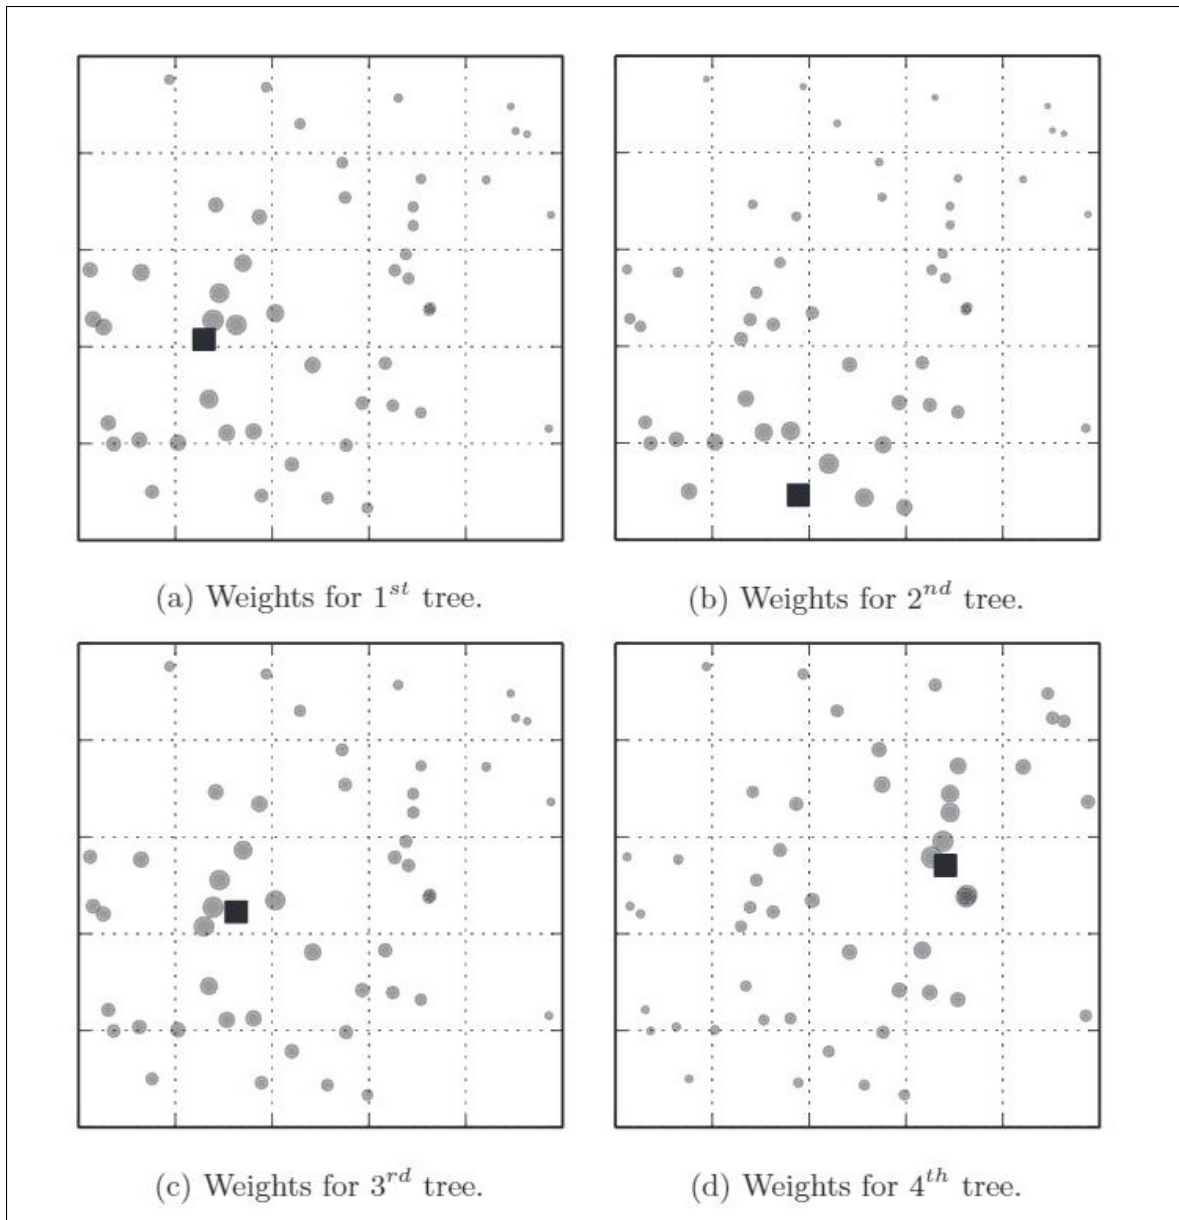 (a) Weights for 1st tree.
(b) Weights for 2nd tree.
(c) Weights for 3rd tree.
(d) Weights for 4th tree.